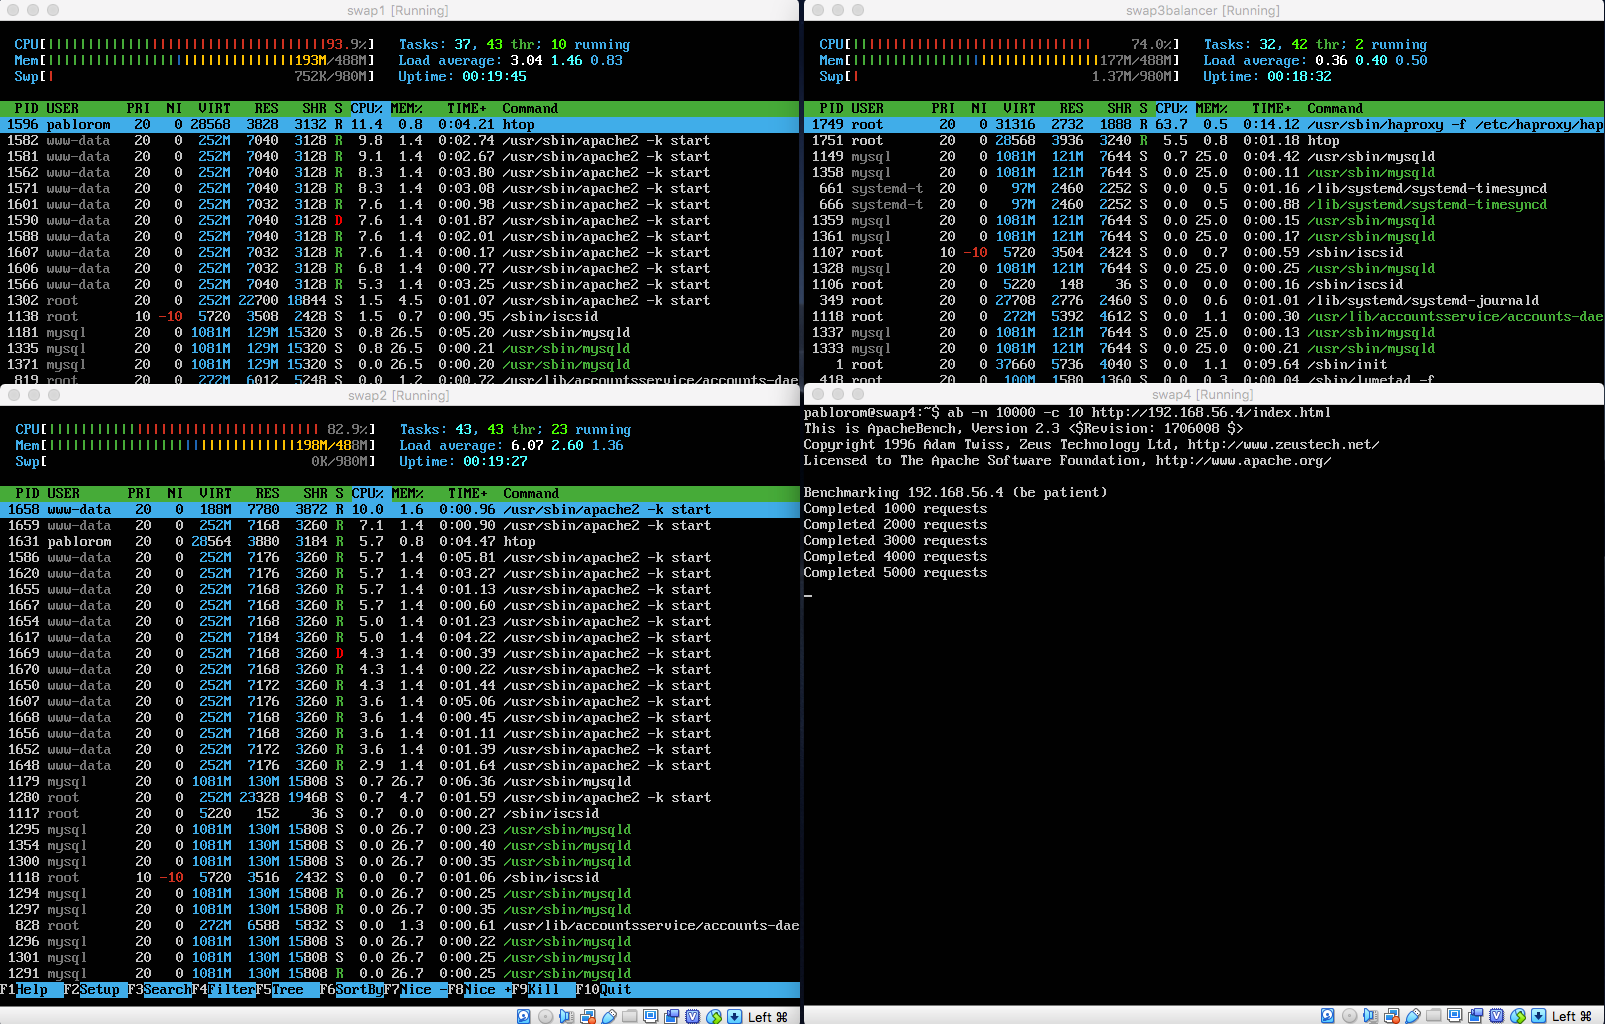 swap1 [Running]
CPU[||||||||||||||||||||||||||||||||||93.9%]   Tasks: 37, 43 thr; 10 running
Mem[|||||||||||||||||||||||||||||193M/488M]   Load average: 3.04 1.46 0.83
Swp[|                              752K/980M]   Uptime: 00:19:45
PID USER PRI NI VIRT RES SHR S CPU% MEM% TIME+ Command
1596 pablorom 20 0 28568 3828 3132 R 11.4 0.8 0:04.21 htop
1582 www-data 20 0 252M 7040 3128 R 9.8 1.4 0:02.74 /usr/sbin/apache2 -k start
1581 www-data 20 0 252M 7040 3128 R 9.1 1.4 0:02.67 /usr/sbin/apache2 -k start
1562 www-data 20 0 252M 7040 3128 R 8.3 1.4 0:03.80 /usr/sbin/apache2 -k start
1571 www-data 20 0 252M 7040 3128 R 8.3 1.4 0:03.08 /usr/sbin/apache2 -k start
1601 www-data 20 0 252M 7032 3128 R 7.6 1.4 0:00.98 /usr/sbin/apache2 -k start
1590 www-data 20 0 252M 7040 3128 D 7.6 1.4 0:01.87 /usr/sbin/apache2 -k start
1588 www-data 20 0 252M 7040 3128 R 7.6 1.4 0:02.01 /usr/sbin/apache2 -k start
1607 www-data 20 0 252M 7032 3128 R 7.6 1.4 0:00.17 /usr/sbin/apache2 -k start
1606 www-data 20 0 252M 7032 3128 R 6.8 1.4 0:00.77 /usr/sbin/apache2 -k start
1566 www-data 20 0 252M 7040 3128 R 5.3 1.4 0:03.25 /usr/sbin/apache2 -k start
1302 root 20 0 252M 22700 18844 S 1.5 4.5 0:01.07 /usr/sbin/apache2 -k start
1138 root 10 -10 5720 3508 2428 S 1.5 0.7 0:00.95 /sbin/iscsid
1181 mysql 20 0 1081M 129M 15320 S 0.8 26.5 0:05.20 /usr/sbin/mysqld
1335 mysql 20 0 1081M 129M 15320 S 0.8 26.5 0:00.21 /usr/sbin/mysqld
1371 mysql 20 0 1081M 129M 15320 S 0.8 26.5 0:00.20 /usr/sbin/mysqld
819 root 20 0 272M 6012 5248 S 0.0 1.2 0:00.72 /usr/lib/accountsservice/accounts-dae
swap3balancer [Running]
CPU[||||||||||||||||||||||||||||||     74.0%]   Tasks: 32, 42 thr; 2 running
Mem[||||||||||||||||||||||||||||||177M/488M]   Load average: 0.36 0.40 0.50
Swp[|                             1.37M/980M]   Uptime: 00:18:32
PID USER PRI NI VIRT RES SHR S CPU% MEM% TIME+ Command
1749 root 20 0 31316 2732 1888 R 63.7 0.5 0:14.12 /usr/sbin/haproxy -f /etc/haproxy/hap
1751 root 20 0 28568 3936 3240 R 5.5 0.8 0:01.18 htop
1149 mysql 20 0 1081M 121M 7644 S 0.7 25.0 0:04.42 /usr/sbin/mysqld
1358 mysql 20 0 1081M 121M 7644 S 0.0 25.0 0:00.11 /usr/sbin/mysqld
661 systemd-t 20 0 97M 2460 2252 S 0.0 0.5 0:01.16 /lib/systemd/systemd-timesyncd
666 systemd-t 20 0 97M 2460 2252 S 0.0 0.5 0:00.88 /lib/systemd/systemd-timesyncd
1359 mysql 20 0 1081M 121M 7644 S 0.0 25.0 0:00.15 /usr/sbin/mysqld
1361 mysql 20 0 1081M 121M 7644 S 0.0 25.0 0:00.17 /usr/sbin/mysqld
1107 root 10 -10 5720 3504 2424 S 0.0 0.7 0:00.59 /sbin/iscsid
1328 mysql 20 0 1081M 121M 7644 S 0.0 25.0 0:00.25 /usr/sbin/mysqld
1106 root 20 0 5220 148 36 S 0.0 0.0 0:00.16 /sbin/iscsid
349 root 20 0 27708 2776 2460 S 0.0 0.6 0:01.01 /lib/systemd/systemd-journald
1118 root 20 0 272M 5392 4612 S 0.0 1.1 0:00.30 /usr/lib/accountsservice/accounts-dae
1337 mysql 20 0 1081M 121M 7644 S 0.0 25.0 0:00.13 /usr/sbin/mysqld
1333 mysql 20 0 1081M 121M 7644 S 0.0 25.0 0:00.21 /usr/sbin/mysqld
1 root 20 0 37660 5736 4040 S 0.0 1.1 0:09.64 /sbin/init
418 root 20 0 100M 1580 1360 S 0.0 0.3 0:00.04 /sbin/lvmetad -f
swap2 [Running]
CPU[||||||||||||||||||||||||||||||||| 82.9%]   Tasks: 43, 43 thr; 23 running
Mem[||||||||||||||||||||||||||||||198M/488M]   Load average: 6.07 2.60 1.36
Swp[                                0K/980M]   Uptime: 00:19:27
PID USER PRI NI VIRT RES SHR S CPU% MEM% TIME+ Command
1658 www-data 20 0 188M 7780 3872 R 10.0 1.6 0:00.96 /usr/sbin/apache2 -k start
1659 www-data 20 0 252M 7168 3260 R 7.1 1.4 0:00.90 /usr/sbin/apache2 -k start
1631 pablorom 20 0 28564 3880 3184 R 5.7 0.8 0:04.47 htop
1586 www-data 20 0 252M 7176 3260 R 5.7 1.4 0:05.81 /usr/sbin/apache2 -k start
1620 www-data 20 0 252M 7176 3260 R 5.7 1.4 0:03.27 /usr/sbin/apache2 -k start
1655 www-data 20 0 252M 7168 3260 R 5.7 1.4 0:01.13 /usr/sbin/apache2 -k start
1667 www-data 20 0 252M 7168 3260 R 5.7 1.4 0:00.60 /usr/sbin/apache2 -k start
1654 www-data 20 0 252M 7168 3260 R 5.0 1.4 0:01.23 /usr/sbin/apache2 -k start
1617 www-data 20 0 252M 7184 3260 R 5.0 1.4 0:04.22 /usr/sbin/apache2 -k start
1669 www-data 20 0 252M 7168 3260 D 4.3 1.4 0:00.39 /usr/sbin/apache2 -k start
1670 www-data 20 0 252M 7168 3260 R 4.3 1.4 0:00.22 /usr/sbin/apache2 -k start
1650 www-data 20 0 252M 7172 3260 R 4.3 1.4 0:01.44 /usr/sbin/apache2 -k start
1607 www-data 20 0 252M 7176 3260 R 3.6 1.4 0:05.06 /usr/sbin/apache2 -k start
1668 www-data 20 0 252M 7168 3260 R 3.6 1.4 0:00.45 /usr/sbin/apache2 -k start
1656 www-data 20 0 252M 7168 3260 R 3.6 1.4 0:01.11 /usr/sbin/apache2 -k start
1652 www-data 20 0 252M 7172 3260 R 3.6 1.4 0:01.39 /usr/sbin/apache2 -k start
1648 www-data 20 0 252M 7176 3260 R 2.9 1.4 0:01.64 /usr/sbin/apache2 -k start
1179 mysql 20 0 1081M 130M 15808 S 0.7 26.7 0:06.36 /usr/sbin/mysqld
1280 root 20 0 252M 23328 19468 S 0.7 4.7 0:01.59 /usr/sbin/apache2 -k start
1117 root 20 0 5220 152 36 S 0.7 0.0 0:00.27 /sbin/iscsid
1295 mysql 20 0 1081M 130M 15808 S 0.0 26.7 0:00.23 /usr/sbin/mysqld
1354 mysql 20 0 1081M 130M 15808 S 0.0 26.7 0:00.40 /usr/sbin/mysqld
1300 mysql 20 0 1081M 130M 15808 S 0.0 26.7 0:00.35 /usr/sbin/mysqld
1118 root 10 -10 5720 3516 2432 S 0.0 0.7 0:01.06 /sbin/iscsid
1294 mysql 20 0 1081M 130M 15808 R 0.0 26.7 0:00.25 /usr/sbin/mysqld
1297 mysql 20 0 1081M 130M 15808 R 0.0 26.7 0:00.35 /usr/sbin/mysqld
828 root 20 0 272M 6588 5832 S 0.0 1.3 0:00.61 /usr/lib/accountsservice/accounts-dae
1296 mysql 20 0 1081M 130M 15808 S 0.0 26.7 0:00.22 /usr/sbin/mysqld
1301 mysql 20 0 1081M 130M 15808 S 0.0 26.7 0:00.25 /usr/sbin/mysqld
1291 mysql 20 0 1081M 130M 15808 R 0.0 26.7 0:00.25 /usr/sbin/mysqld
F1Help F2Setup F3SearchF4FilterF5Tree F6SortByF7Nice -F8Nice +F9Kill F10Quit
Left ⌘
swap4 [Running]
pablorom@swap4:~$ ab -n 10000 -c 10 http://192.168.56.4/index.html
This is ApacheBench, Version 2.3 <$Revision: 1706008 $>
Copyright 1996 Adam Twiss, Zeus Technology Ltd, http://www.zeustech.net/
Licensed to The Apache Software Foundation, http://www.apache.org/
Benchmarking 192.168.56.4 (be patient)
Completed 1000 requests
Completed 2000 requests
Completed 3000 requests
Completed 4000 requests
Completed 5000 requests
Left ⌘